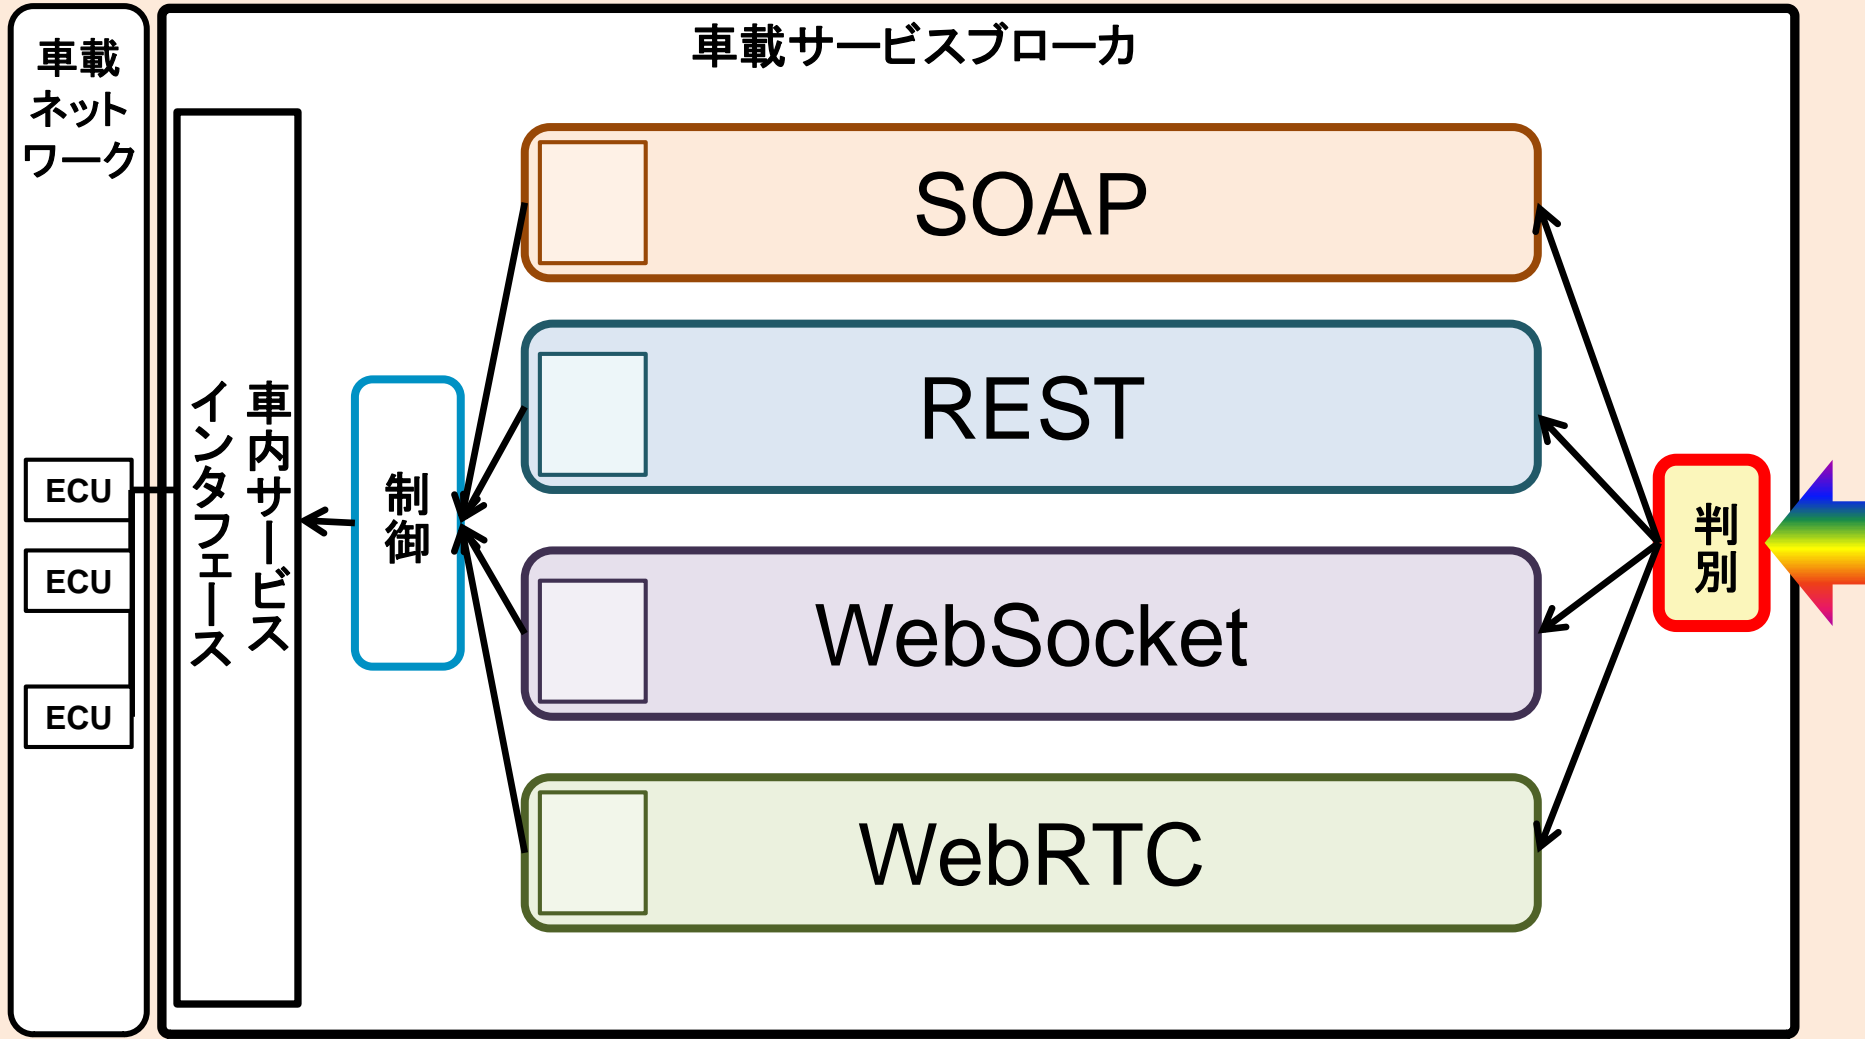 車載
ネット
ワーク
車載サービスブローカ
車内サービス
インタフェース
ECU
ECU
ECU
制
御
SOAP
REST
WebSocket
WebRTC
判
別